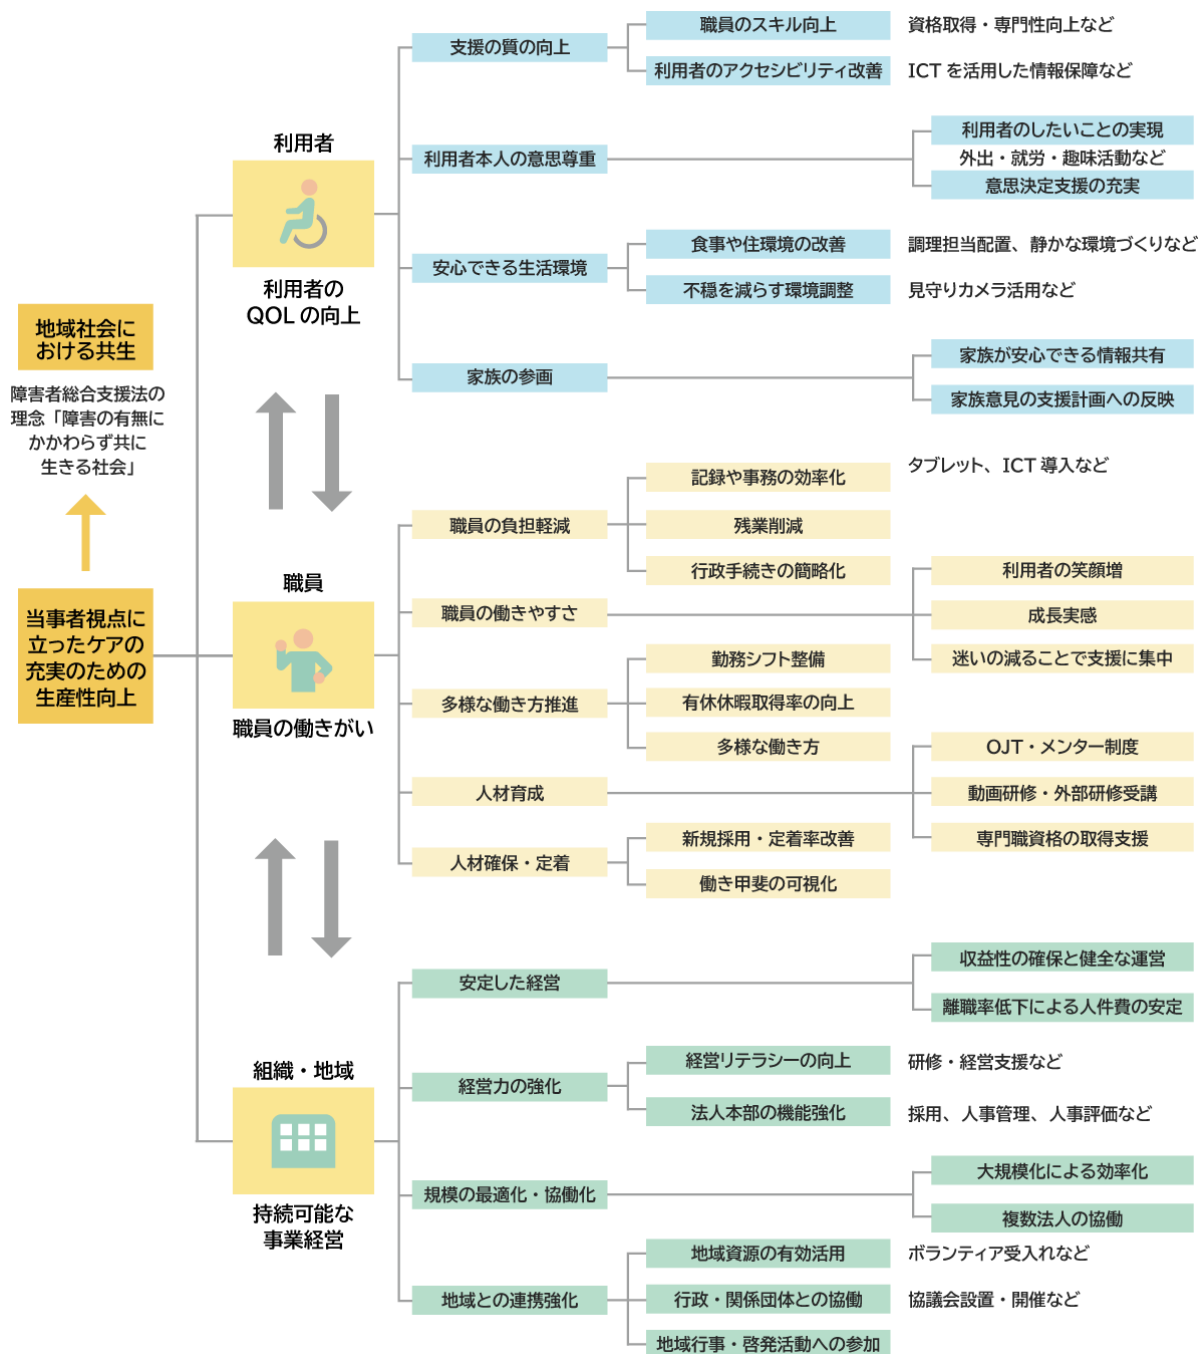 地域社会に
おける共生
障害者総合支援法の
理念「障害の有無に
かかわらず共に
生きる社会」
当事者視点に
立ったケアの
充実のための
生産性向上
利用者
利用者の
QOLの向上
支援の質の向上
職員のスキル向上
資格取得・専門性向上など
利用者のアクセシビリティ改善
ICTを活用した情報保障など
利用者本人の意思尊重
利用者のしたいことの実現
外出・就労・趣味活動など
意思決定支援の充実
安心できる生活環境
食事や住環境の改善
調理担当配置、静かな環境づくりなど
不穏を減らす環境調整
見守りカメラ活用など
家族の参画
家族が安心できる情報共有
家族意見の支援計画への反映
職員
職員の働きがい
職員の負担軽減
記録や事務の効率化
タブレット、ICT導入など
残業削減
行政手続きの簡略化
職員の働きやすさ
利用者の笑顔増
成長実感
迷いの減ることで支援に集中
多様な働き方推進
勤務シフト整備
有休休暇取得率の向上
多様な働き方
人材育成
OJT・メンター制度
動画研修・外部研修受講
専門職資格の取得支援
人材確保・定着
新規採用・定着率改善
働き甲斐の可視化
組織・地域
持続可能な
事業経営
安定した経営
収益性の確保と健全な運営
離職率低下による人件費の安定
経営力の強化
経営リテラシーの向上
研修・経営支援など
法人本部の機能強化
採用、人事管理、人事評価など
規模の最適化・協働化
大規模化による効率化
複数法人の協働
地域との連携強化
地域資源の有効活用
ボランティア受入れなど
行政・関係団体との協働
協議会設置・開催など
地域行事・啓発活動への参加